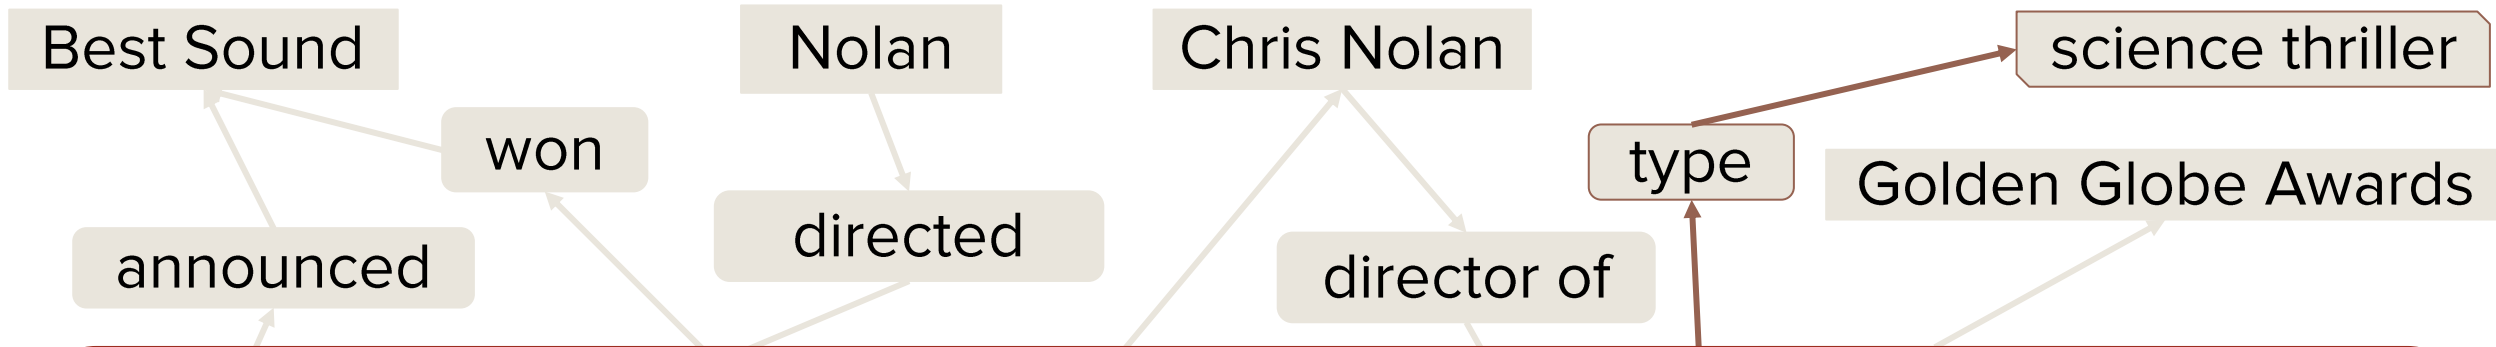 Best Sound
Nolan
Chris Nolan
science thriller
won
type
Golden Globe Awards
directed
announced
director of